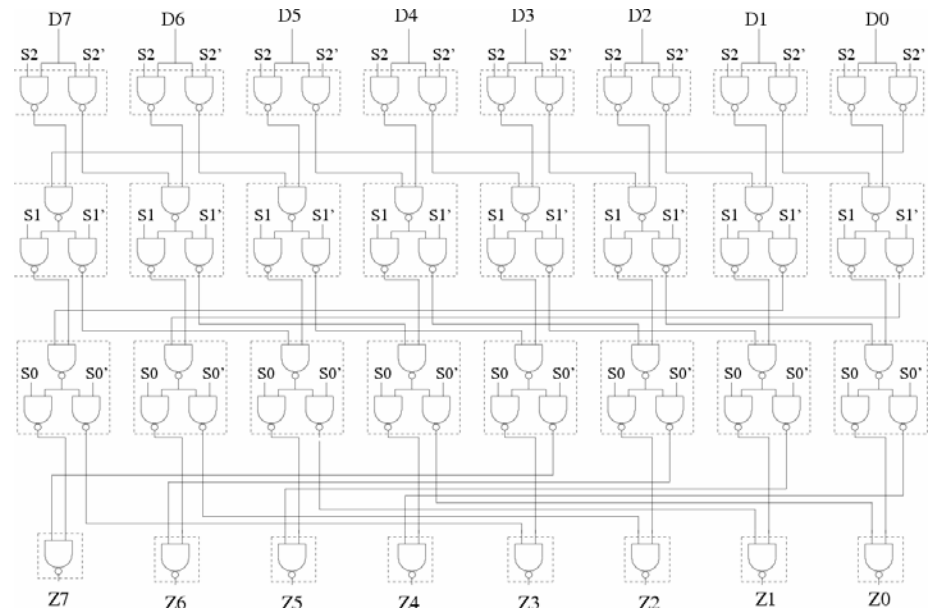 D7 D6 D5 D4 D3 D2 D1 D0
S2 S2' S2 S2' S2 S2' S2 S2' S2 S2' S2 S2' S2 S2' S2 S2'
S1 S1' S1 S1' S1 S1' S1 S1' S1 S1' S1 S1' S1 S1' S1 S1'
S0 S0' S0 S0' S0 S0' S0 S0' S0 S0' S0 S0' S0 S0' S0 S0'
Z7 Z6 Z5 Z4 Z3 Z2 Z1 Z0